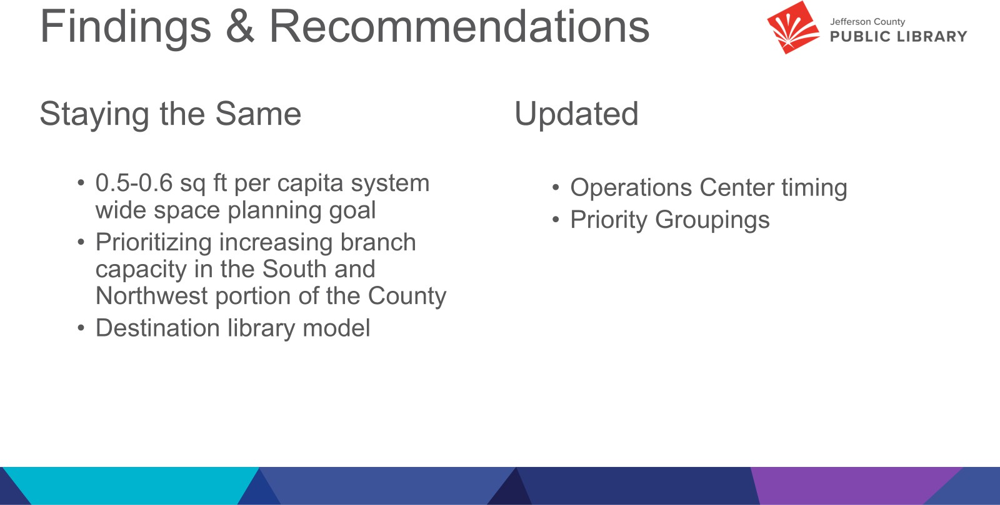 Findings & Recommendations
Jefferson County
PUBLIC LIBRARY
Staying the Same
• 0.5-0.6 sq ft per capita system
wide space planning goal
• Prioritizing increasing branch
capacity in the South and
Northwest portion of the County
• Destination library model
Updated
• Operations Center timing
• Priority Groupings